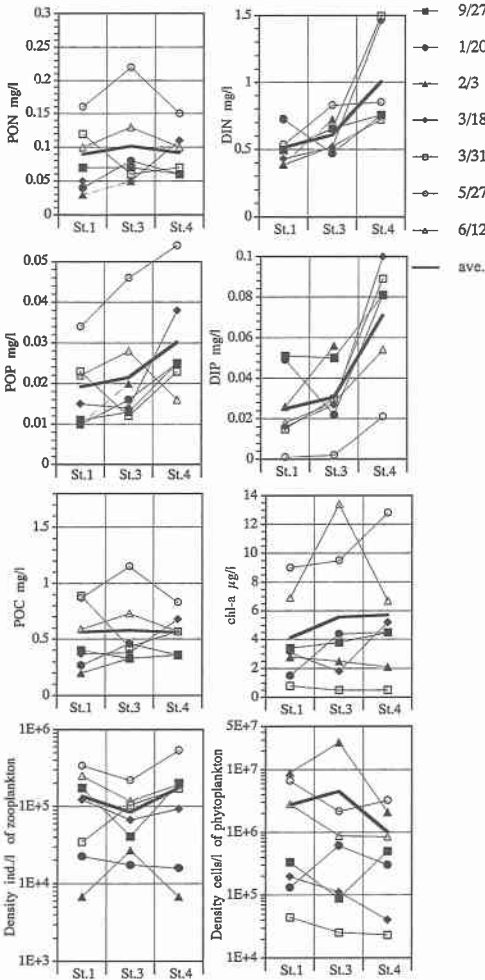 PON mg/l
0.3
0.25
0.2
0.15
0.1
0.05
0
St.1 St.3 St.4
DIN mg/l
1.5
1
0.5
0
St.1 St.3 St.4
9/27
1/20
2/3
3/18
3/31
5/27
6/12
ave.
POP mg/l
0.05
0.04
0.03
0.02
0.01
0
St.1 St.3 St.4
DIP mg/l
0.1
0.08
0.06
0.04
0.02
0
St.1 St.3 St.4
POC mg/l
1.5
1
0.5
0
St.1 St.3 St.4
chl-a µg/l
14
12
10
8
6
4
2
0
St.1 St.3 St.4
Density ind./l of zooplankton
1E+6
1E+5
1E+4
1E+3
St.1 St.3 St.4
Density cells/l of phytoplankton
5E+7
1E+7
1E+6
1E+5
1E+4
St.1 St.3 St.4